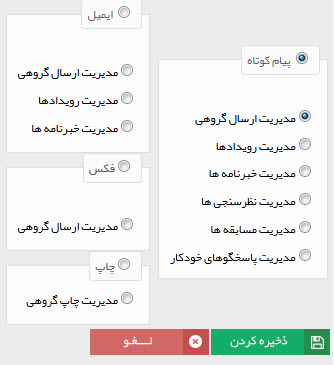 پیام کوتاه
مدیریت ارسال گروهی
مدیریت رویدادها
مدیریت خبرنامه ها
مدیریت نظرسنجی ها
مدیریت مسابقه ها
مدیریت پاسخگوهای خودکار
ایمیل
مدیریت ارسال گروهی
مدیریت رویدادها
مدیریت خبرنامه ها
فکس
مدیریت ارسال گروهی
چاپ
مدیریت چاپ گروهی
ذخیره کردن
لـــغـو